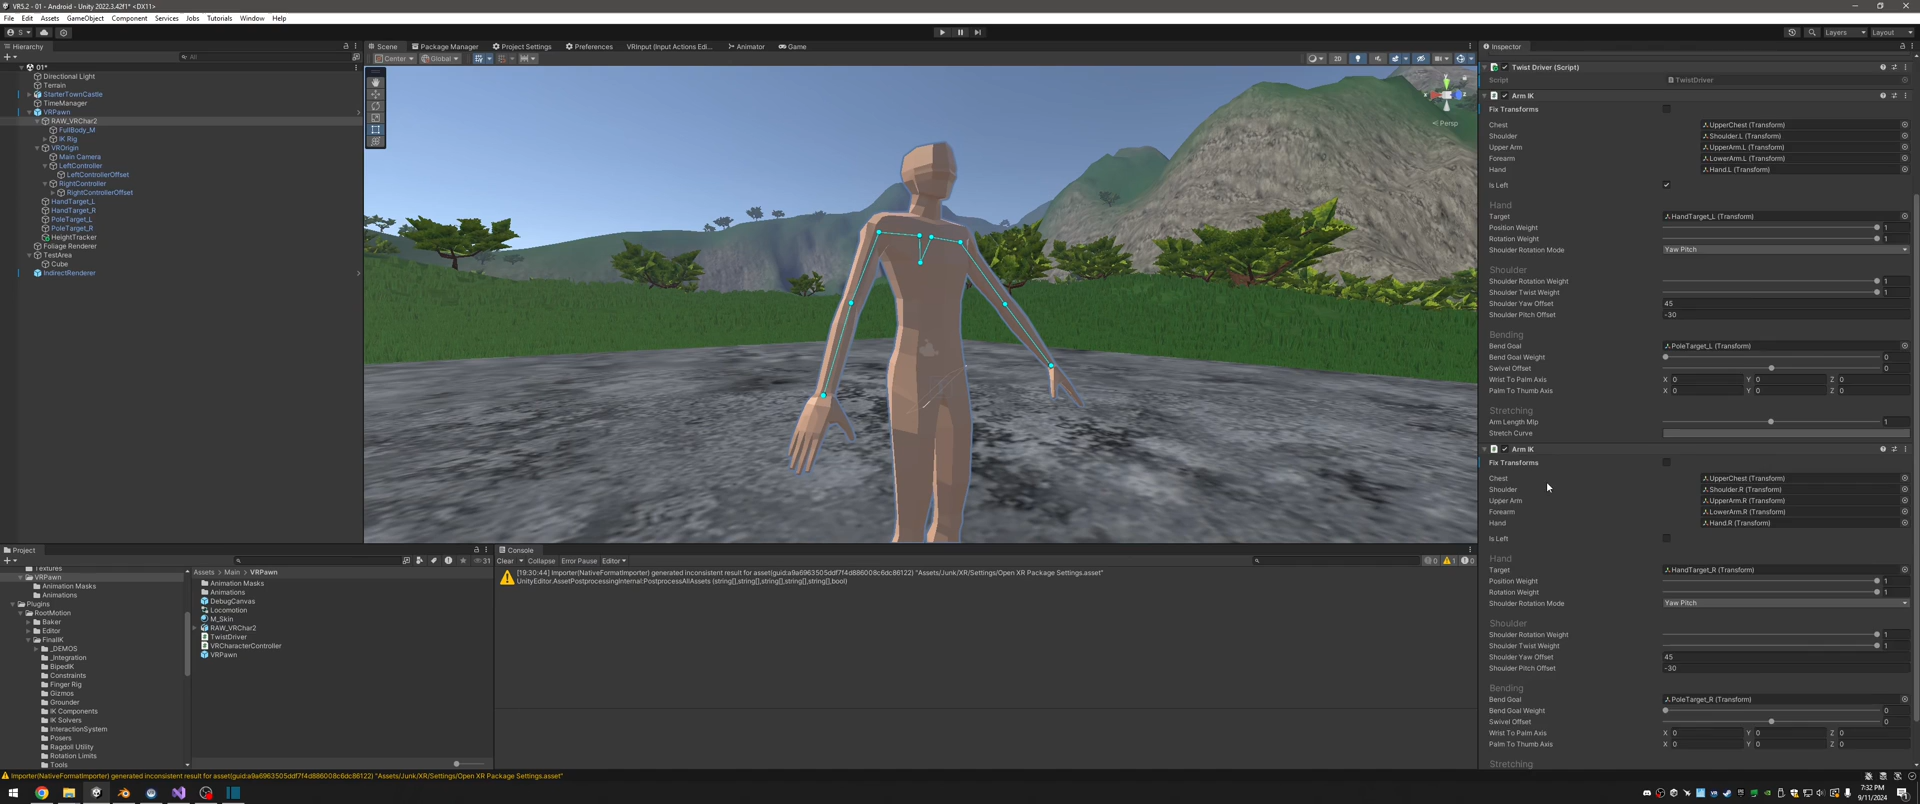 VR5.2 - 01 - Android - Unity 2022.3.42f1* <DX11>
File Edit Assets GameObject Component Services Jobs Tutorials Window Help
S
Layers Layout
Hierarchy
All
01*
Directional Light
Terrain
StarterTownCastle
TimeManager
VRPawn
RAW_VRChar2
FullBody_M
IK Rig
VROrigin
Main Camera
LeftController
LeftControllerOffset
RightController
RightControllerOffset
HandTarget_L
HandTarget_R
PoleTarget_L
PoleTarget_R
HeightTracker
Foliage Renderer
TestArea
Cube
IndirectRenderer
Scene Package Manager Project Settings Preferences VRInput (Input Actions Edi... Animator Game
Center Global 2D
Persp
Inspector
Twist Driver (Script)
Script TwistDriver
Arm IK
Fix Transforms
Chest UpperChest (Transform)
Shoulder Shoulder.L (Transform)
Upper Arm UpperArm.L (Transform)
Forearm LowerArm.L (Transform)
Hand Hand.L (Transform)
Is Left
Hand
Target HandTarget_L (Transform)
Position Weight 1
Rotation Weight 1
Shoulder Rotation Mode Yaw Pitch
Shoulder
Shoulder Rotation Weight 1
Shoulder Twist Weight 1
Shoulder Yaw Offset 45
Shoulder Pitch Offset -30
Bending
Bend Goal PoleTarget_L (Transform)
Bend Goal Weight 0
Swivel Offset 0
Wrist To Palm Axis X 0 Y 0 Z 0
Palm To Thumb Axis X 0 Y 0 Z 0
Stretching
Arm Length Mlp 1
Stretch Curve
Arm IK
Fix Transforms
Chest UpperChest (Transform)
Shoulder Shoulder.R (Transform)
Upper Arm UpperArm.R (Transform)
Forearm LowerArm.R (Transform)
Hand Hand.R (Transform)
Is Left
Hand
Target HandTarget_R (Transform)
Position Weight 1
Rotation Weight 1
Shoulder Rotation Mode Yaw Pitch
Shoulder
Shoulder Rotation Weight 1
Shoulder Twist Weight 1
Shoulder Yaw Offset 45
Shoulder Pitch Offset -30
Bending
Bend Goal PoleTarget_R (Transform)
Bend Goal Weight 0
Swivel Offset 0
Wrist To Palm Axis X 0 Y 0 Z 0
Palm To Thumb Axis X 0 Y 0 Z 0
Stretching
Project
31
Textures
VRPawn
Animation Masks
Animations
Plugins
RootMotion
Baker
Editor
FinalIK
_DEMOS
_Integration
BipedIK
Constraints
Finger Rig
Gizmos
Grounder
IK Components
IK Solvers
InteractionSystem
Posers
Ragdoll Utility
Rotation Limits
Tools
Assets > Main > VRPawn
Animation Masks
Animations
DebugCanvas
Locomotion
M_Skin
RAW_VRChar2
TwistDriver
VRCharacterController
VRPawn
Console
Clear Collapse Error Pause Editor
0 1 0
[19:30:44] Importer(NativeFormatImporter) generated inconsistent result for asset(guid:a9a6963505ddf7f4d886008c6dc86122) "Assets/Junk/XR/Settings/Open XR Package Settings.asset"
UnityEditor.AssetPostprocessingInternal:PostprocessAllAssets (string[],string[],string[],string[],string[],bool)
Importer(NativeFormatImporter) generated inconsistent result for asset(guid:a9a6963505ddf7f4d886008c6dc86122) "Assets/Junk/XR/Settings/Open XR Package Settings.asset"
7:32 PM
9/11/2024